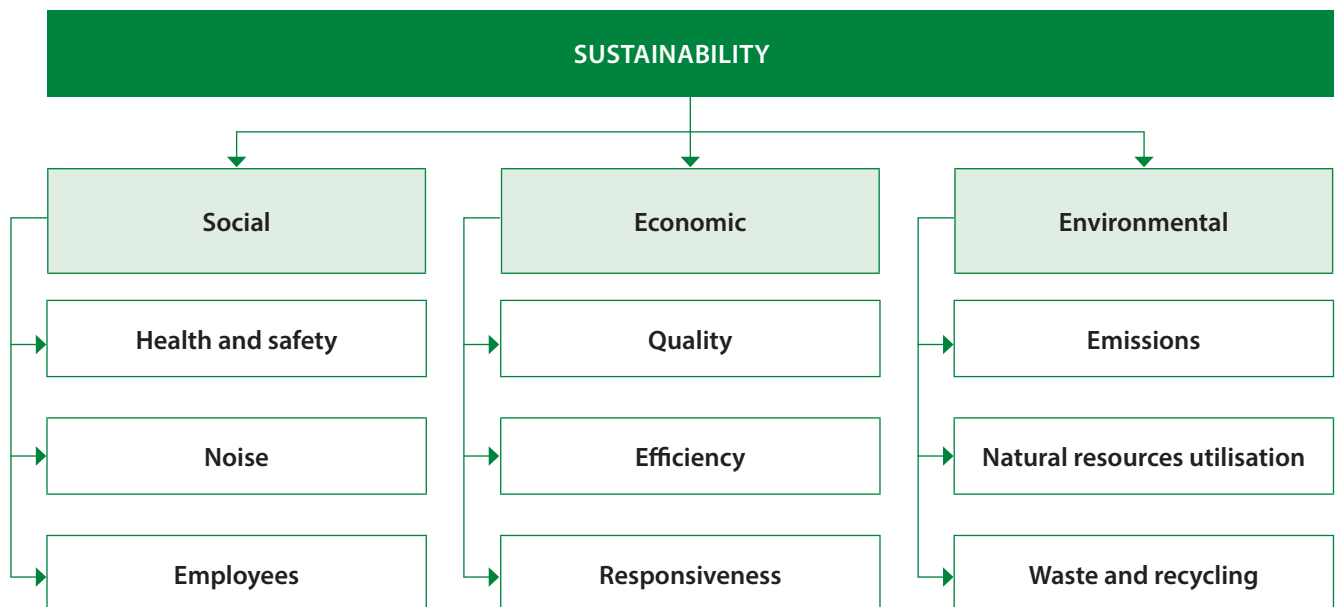 SUSTAINABILITY
Social
Economic
Environmental
Health and safety
Quality
Emissions
Noise
Efficiency
Natural resources utilisation
Employees
Responsiveness
Waste and recycling